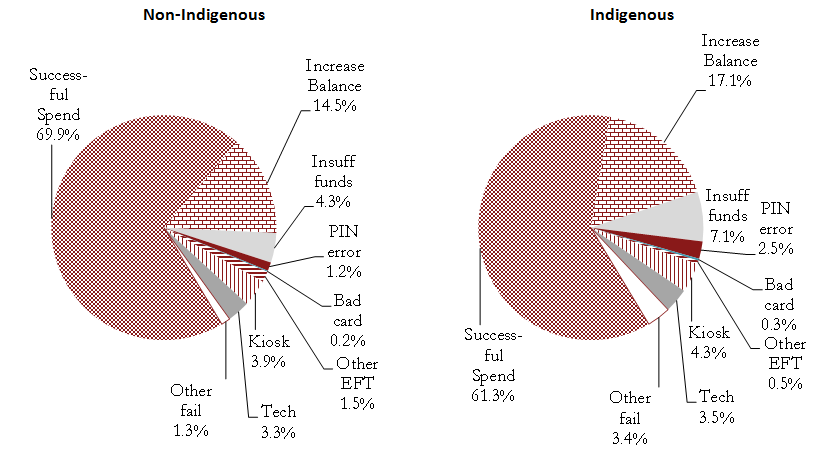 Non-Indigenous
Success-
ful
Spend
69.9%
Increase
Balance
14.5%
Insuff
funds
4.3%
PIN
error
1.2%
Bad
card
0.2%
Other
EFT
1.5%
Kiosk
3.9%
Tech
3.3%
Other
fail
1.3%
Indigenous
Increase
Balance
17.1%
Insuff
funds
7.1%
PIN
error
2.5%
Bad
card
0.3%
Other
EFT
0.5%
Kiosk
4.3%
Tech
3.5%
Other
fail
3.4%
Success-
ful
Spend
61.3%